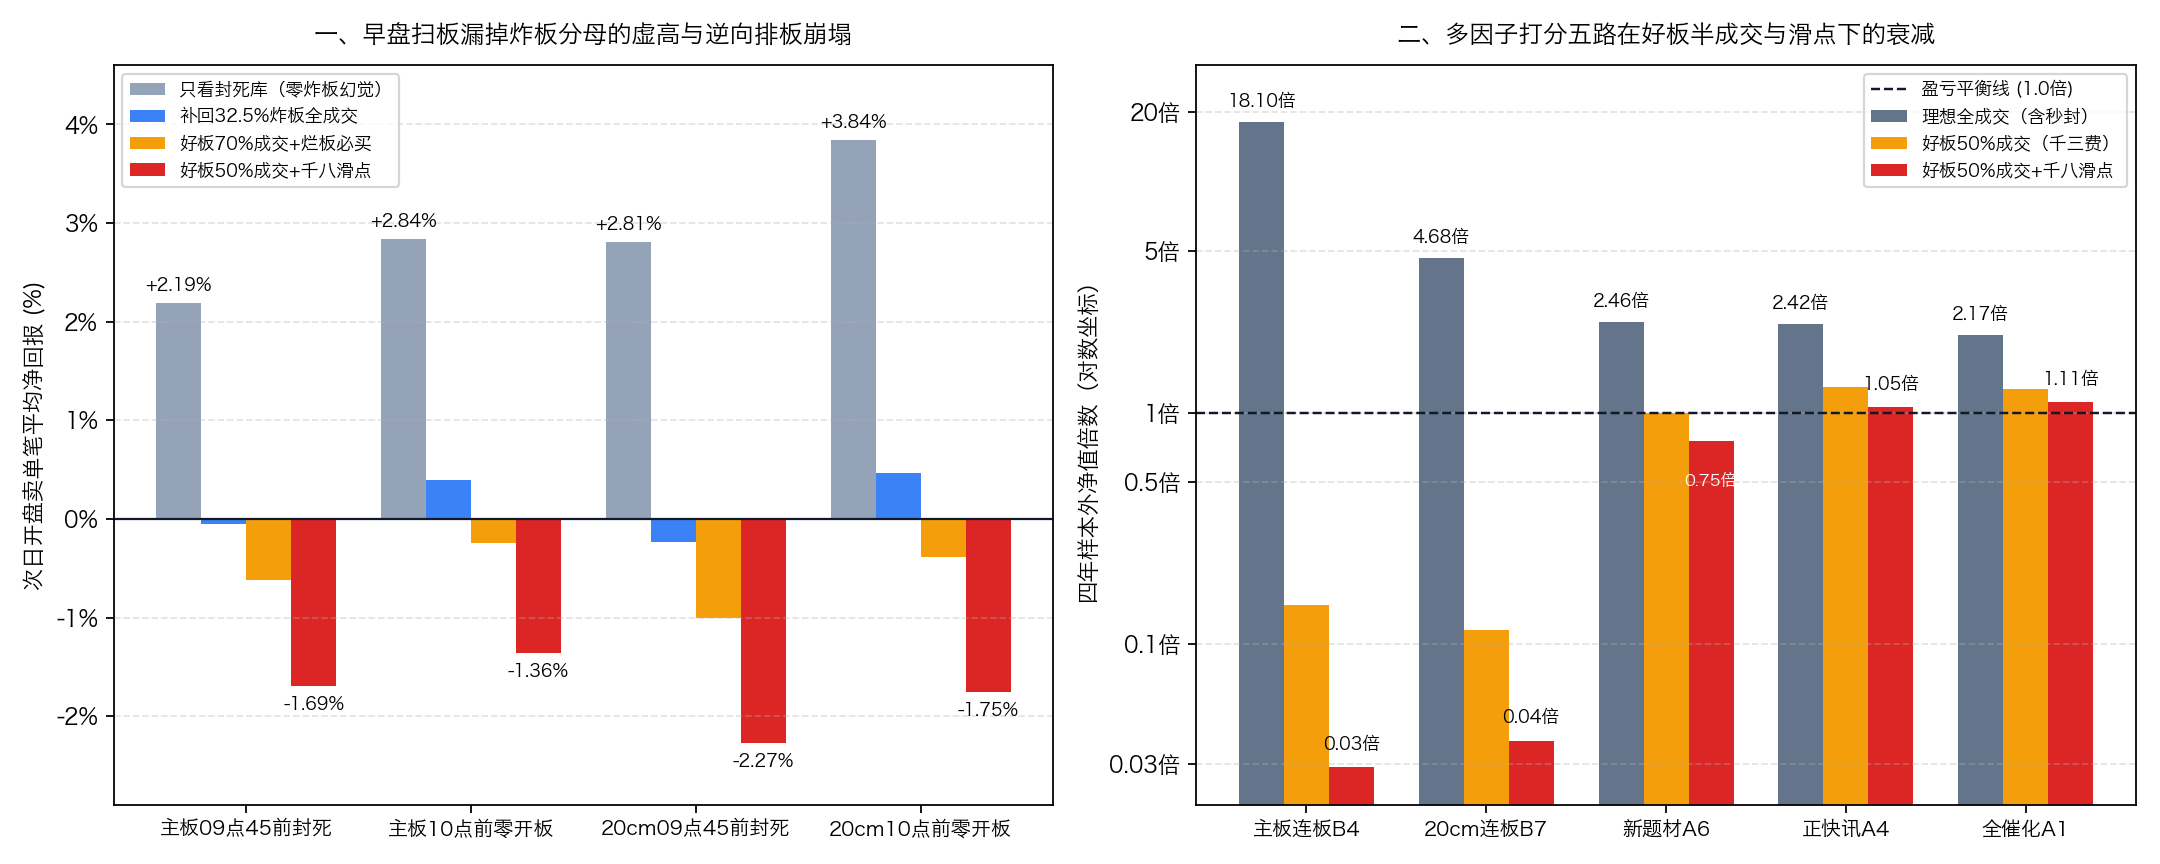 一、早盘扫板漏掉炸板分母的虚高与逆向排板崩塌
次日开盘卖单笔平均净回报 (%)
4%
3%
2%
1%
0%
-1%
-2%
只看封死库（零炸板幻觉）
补回32.5%炸板全成交
好板70%成交+烂板必买
好板50%成交+千八滑点
+2.19%
+2.84%
+2.81%
+3.84%
-1.69%
-1.36%
-2.27%
-1.75%
主板09点45前封死
主板10点前零开板
20cm09点45前封死
20cm10点前零开板
二、多因子打分五路在好板半成交与滑点下的衰减
四年样本外净值倍数（对数坐标）
20倍
5倍
1倍
0.5倍
0.1倍
0.03倍
盈亏平衡线 (1.0倍)
理想全成交（含秒封）
好板50%成交（千三费）
好板50%成交+千八滑点
18.10倍
4.68倍
2.46倍
2.42倍
2.17倍
0.03倍
0.04倍
0.75倍
1.05倍
1.11倍
主板连板B4
20cm连板B7
新题材A6
正快讯A4
全催化A1